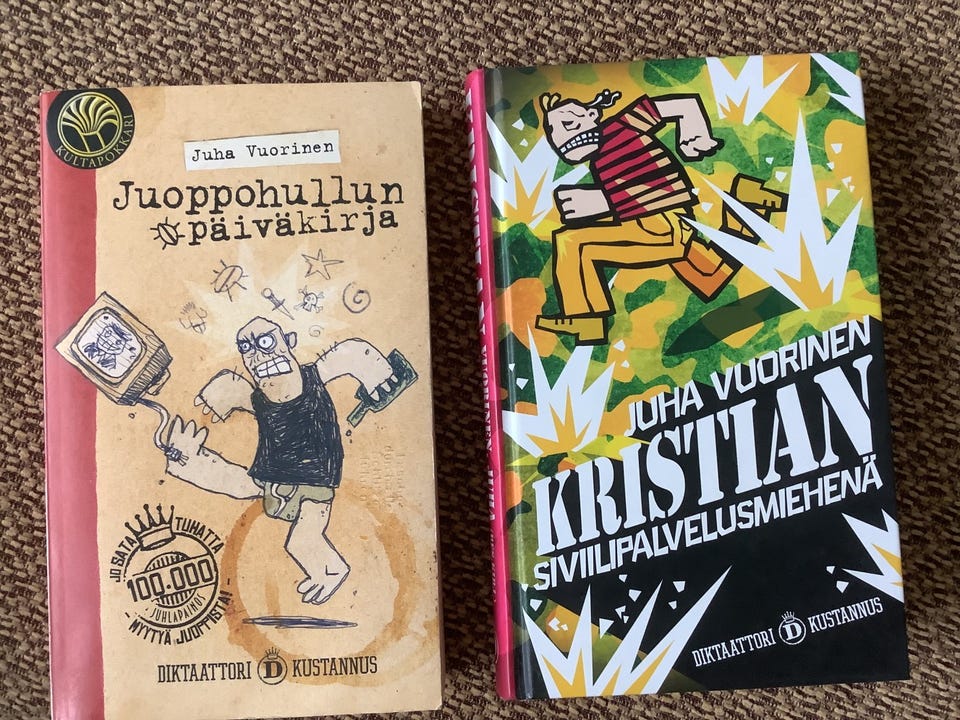 KULTAPOKKARI
Juha Vuorinen
Juoppohullun
päiväkirja
JO SATA TUHATTA
100.000
JUHLAPAINOS
MYYTYÄ JUOPPISTA!
DIKTAATTORI D KUSTANNUS
JUHA VUORINEN
KRISTIAN
SIVIILIPALVELUSMIEHENÄ
DIKTAATTORI D KUSTANNUS